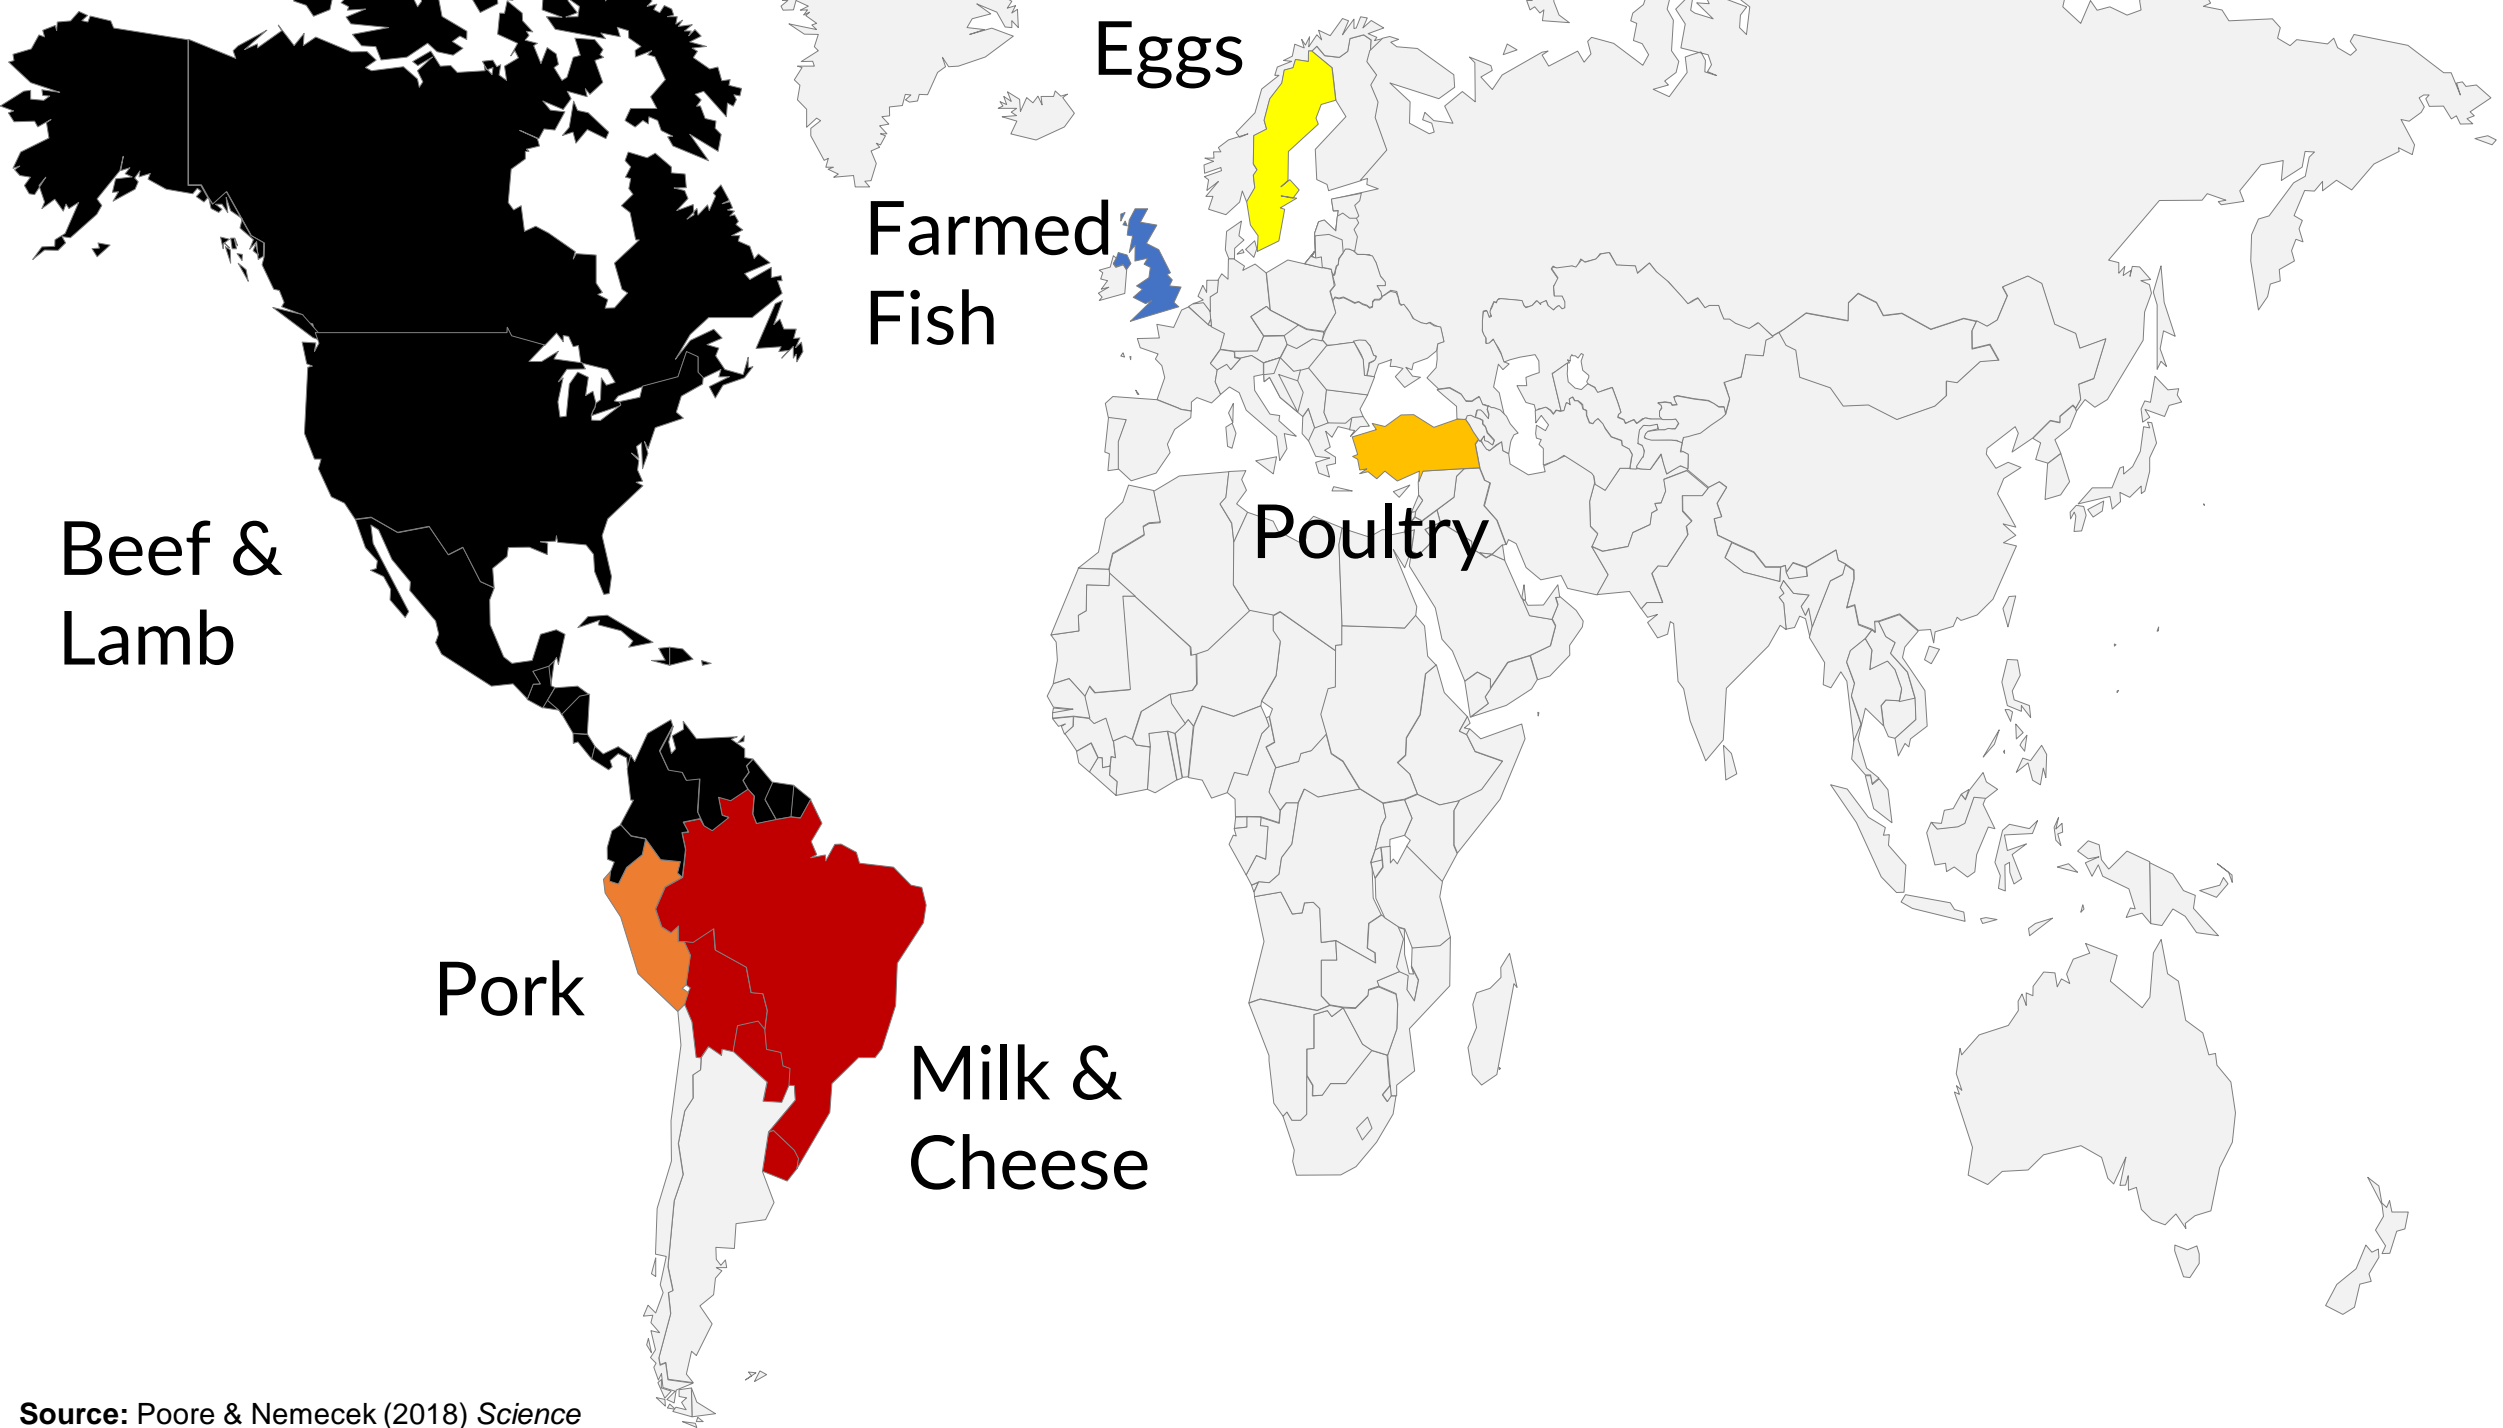 Eggs
Farmed
Fish
Poultry
Beef &
Lamb
Pork
Milk &
Cheese
Source: Poore & Nemecek (2018) Science